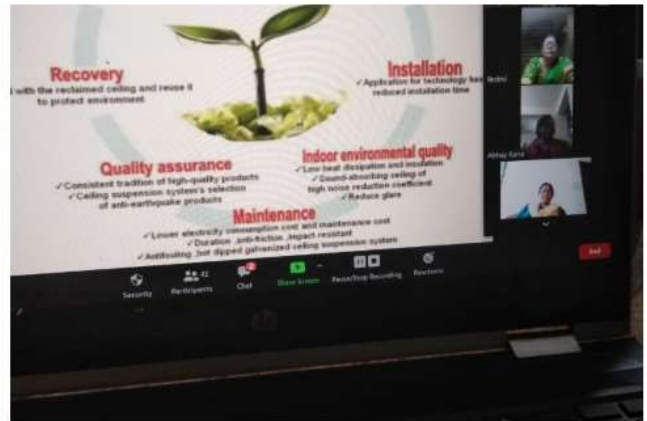 Recovery
with the reclaimed ceiling and reuse it
to protect environment
Installation
✓Application for technology has
reduced installation time
Quality assurance
✓Consistent tradition of high-quality products
✓Ceiling suspension system's selection
of anti-earthquake products
Indoor environmental quality
✓Low heat dissipation and insulation
✓Sound-absorbing ceiling of
high noise reduction coefficient
✓Reduce glare
Maintenance
✓Lower electricity consumption cost and maintenance cost
✓Duration ,anti-friction ,impact resistant
✓Antifouling ,hot dipped galvanized ceiling suspension system
Abhay Rana
42
2
Security
Participants
Chat
Share Screen
Pause/Stop Recording
Reactions
End
hp